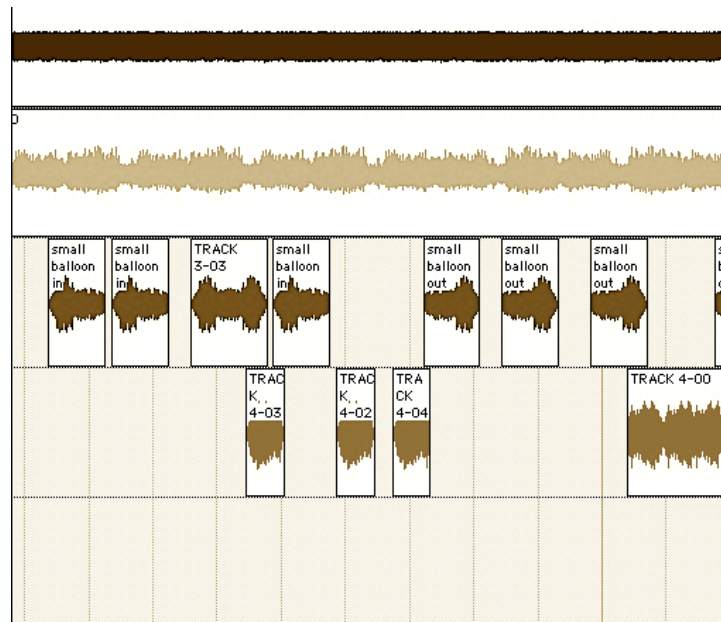 small
balloon
in
small
balloon
in
TRACK
3-03
small
balloon
in
small
balloon
out
small
balloon
out
small
balloon
out
TRAC
K..
4-03
TRAC
K..
4-02
TRA
CK
4-04
TRACK 4-00